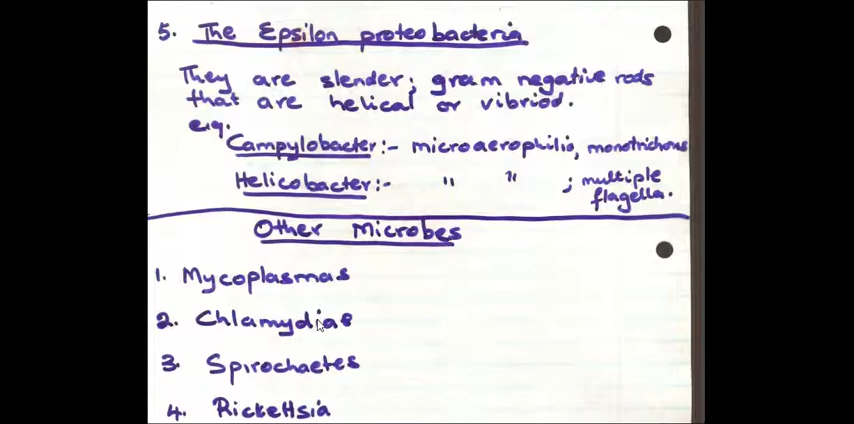 5. The Epsilon proteobacteria
They are slender; gram negative rods
that are helical or vibriod.
e.g.
Campylobacter:- microaerophilic, monotrichous
Helicobacter:- " " ; multiple
flagella.
Other Microbes
1. Mycoplasmas
2. Chlamydiae
3. Spirochaetes
4. Rickettsia